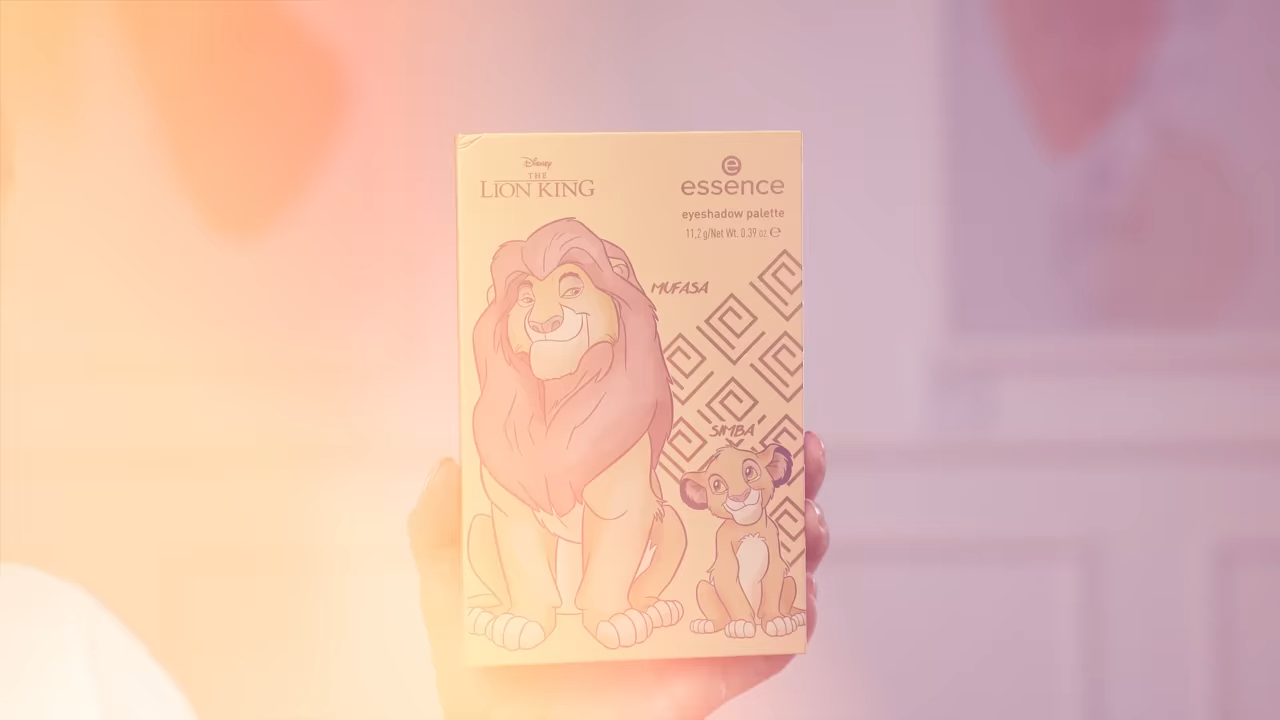 Disney
THE
LION KING
e
essence
eyeshadow palette
11,2 g/Net Wt. 0.39 oz. ℮
MUFASA
SIMBA